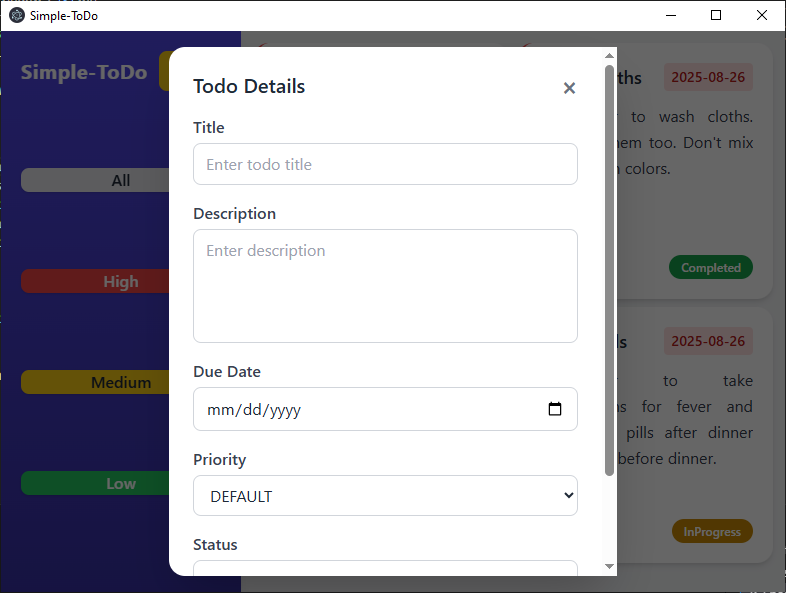 Simple-ToDo
Simple-ToDo
All
High
Medium
Low
Todo Details
×
Title
Enter todo title
Description
Enter description
Due Date
mm/dd/yyyy
Priority
DEFAULT
Status
ths
2025-08-26
to wash cloths.
em too. Don't mix
colors.
Completed
ls
2025-08-26
to take
s for fever and
pills after dinner
before dinner.
InProgress